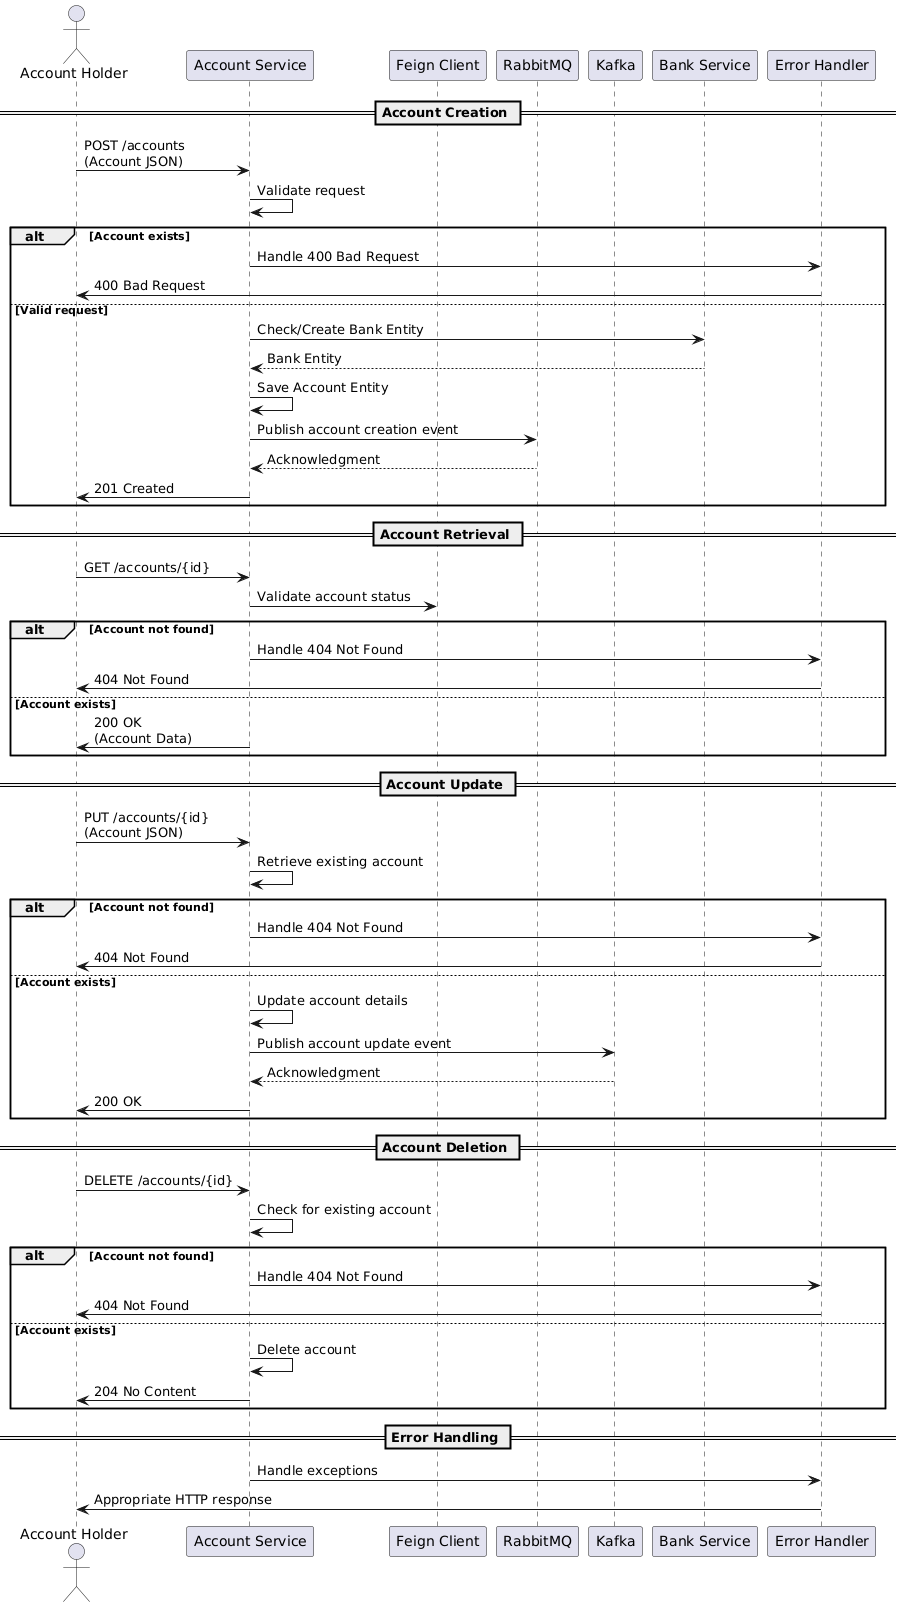 Account Holder
Account Service
Feign Client
RabbitMQ
Kafka
Bank Service
Error Handler
Account Creation
POST /accounts
(Account JSON)
Validate request
alt
[Account exists]
Handle 400 Bad Request
400 Bad Request
[Valid request]
Check/Create Bank Entity
Bank Entity
Save Account Entity
Publish account creation event
Acknowledgment
201 Created
Account Retrieval
GET /accounts/{id}
Validate account status
alt
[Account not found]
Handle 404 Not Found
404 Not Found
[Account exists]
200 OK
(Account Data)
Account Update
PUT /accounts/{id}
(Account JSON)
Retrieve existing account
alt
[Account not found]
Handle 404 Not Found
404 Not Found
[Account exists]
Update account details
Publish account update event
Acknowledgment
200 OK
Account Deletion
DELETE /accounts/{id}
Check for existing account
alt
[Account not found]
Handle 404 Not Found
404 Not Found
[Account exists]
Delete account
204 No Content
Error Handling
Handle exceptions
Appropriate HTTP response
Account Holder
Account Service
Feign Client
RabbitMQ
Kafka
Bank Service
Error Handler